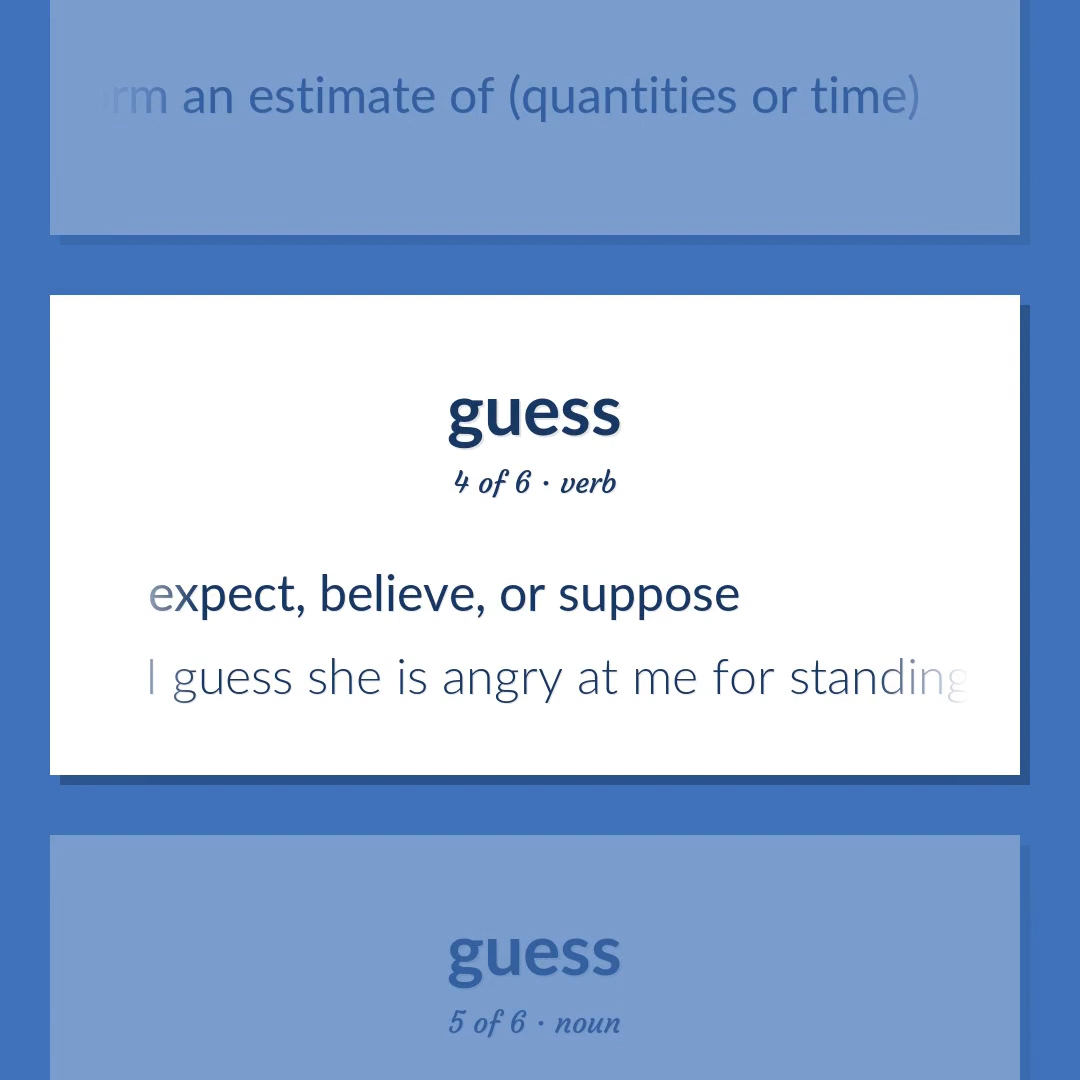 an estimate of (quantities or time)
guess
4 of 6 · verb
expect, believe, or suppose
I guess she is angry at me for standing
guess
5 of 6 · noun